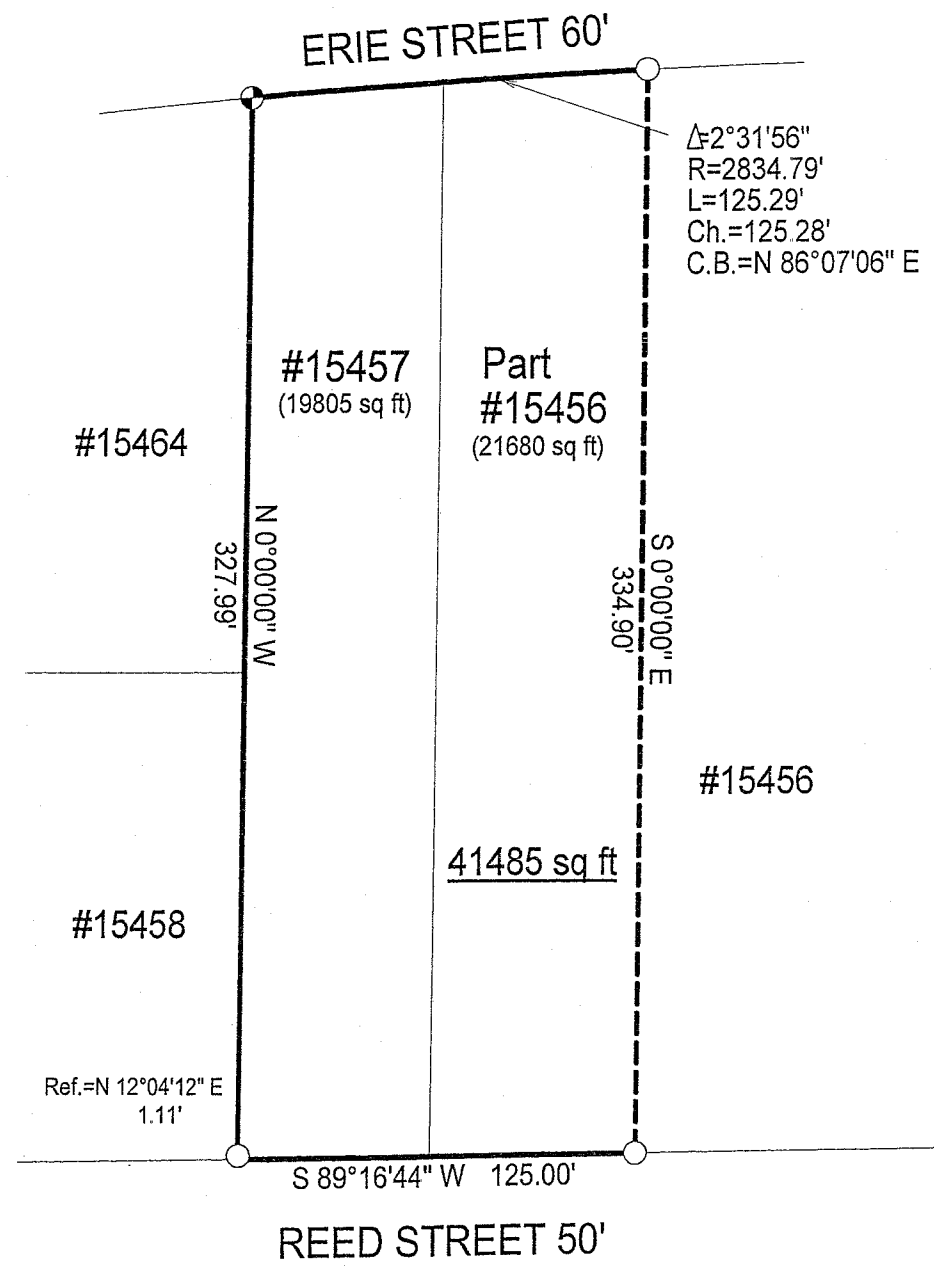 ERIE STREET 60'
Δ=2°31'56"
R=2834.79'
L=125.29'
Ch.=125.28'
C.B.=N 86°07'06" E
#15457
(19805 sq ft)
Part
#15456
(21680 sq ft)
#15464
N 0°00'00" W
327.99'
S 0°00'00" E
334.90'
#15456
41485 sq ft
#15458
Ref.=N 12°04'12" E
1.11'
S 89°16'44" W 125.00'
REED STREET 50'